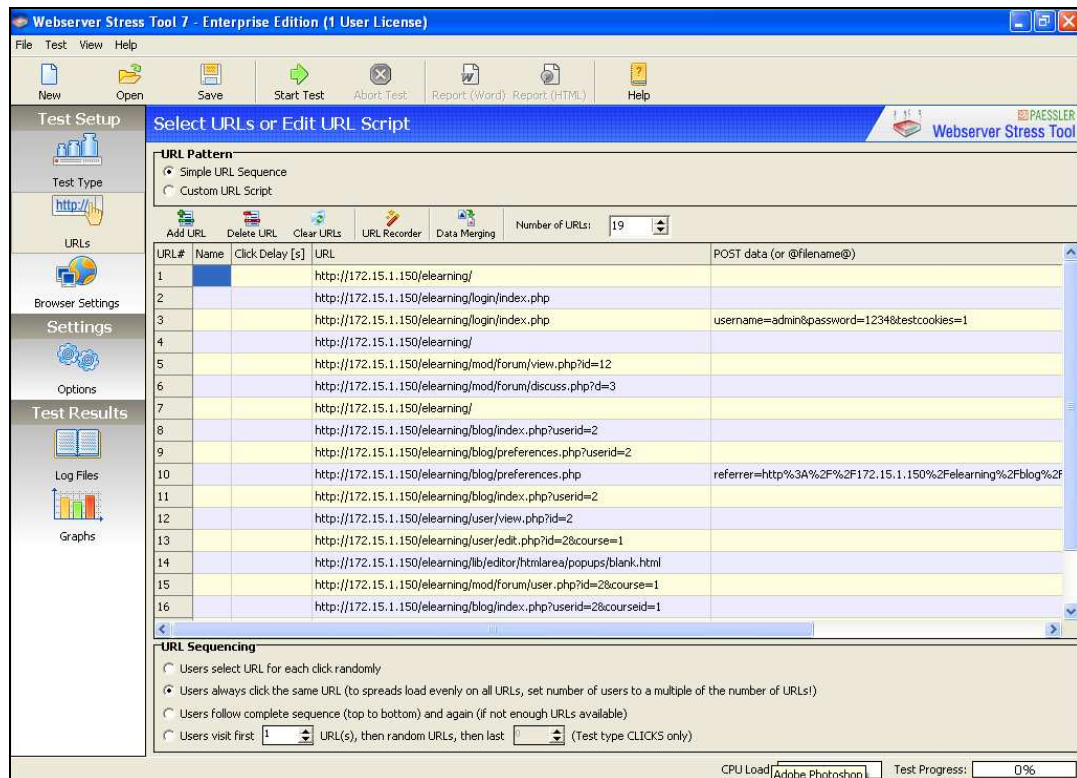 Webserver Stress Tool 7 - Enterprise Edition (1 User License)
File Test View Help
New Open Save Start Test Abort Test Report (Word) Report (HTML) Help
Test Setup
Test Type
http://
URLs
Browser Settings
Settings
Options
Test Results
Log Files
Graphs
Select URLs or Edit URL Script
PAESSLER
Webserver Stress Tool
URL Pattern
Simple URL Sequence
Custom URL Script
Add URL Delete URL Clear URLs URL Recorder Data Merging Number of URLs: 19
URL# Name Click Delay [s] URL POST data (or @filename@)
1 http://172.15.1.150/elearning/
2 http://172.15.1.150/elearning/login/index.php
3 http://172.15.1.150/elearning/login/index.php username=admin&password=1234&testcookies=1
4 http://172.15.1.150/elearning/
5 http://172.15.1.150/elearning/mod/forum/view.php?id=12
6 http://172.15.1.150/elearning/mod/forum/discuss.php?d=3
7 http://172.15.1.150/elearning/
8 http://172.15.1.150/elearning/blog/index.php?userid=2
9 http://172.15.1.150/elearning/blog/preferences.php?userid=2
10 http://172.15.1.150/elearning/blog/preferences.php referrer=http%3A%2F%2F172.15.1.150%2Felearning%2Fblog%2F
11 http://172.15.1.150/elearning/blog/index.php?userid=2
12 http://172.15.1.150/elearning/user/view.php?id=2
13 http://172.15.1.150/elearning/user/edit.php?id=2&course=1
14 http://172.15.1.150/elearning/lib/editor/htmlarea/popups/blank.html
15 http://172.15.1.150/elearning/mod/forum/user.php?id=2&course=1
16 http://172.15.1.150/elearning/blog/index.php?userid=2&courseid=1
URL Sequencing
Users select URL for each click randomly
Users always click the same URL (to spreads load evenly on all URLs, set number of users to a multiple of the number of URLs!)
Users follow complete sequence (top to bottom) and again (if not enough URLs available)
Users visit first 1 URL(s), then random URLs, then last 0 (Test type CLICKS only)
CPU Load Adobe Photoshop Test Progress: 0%